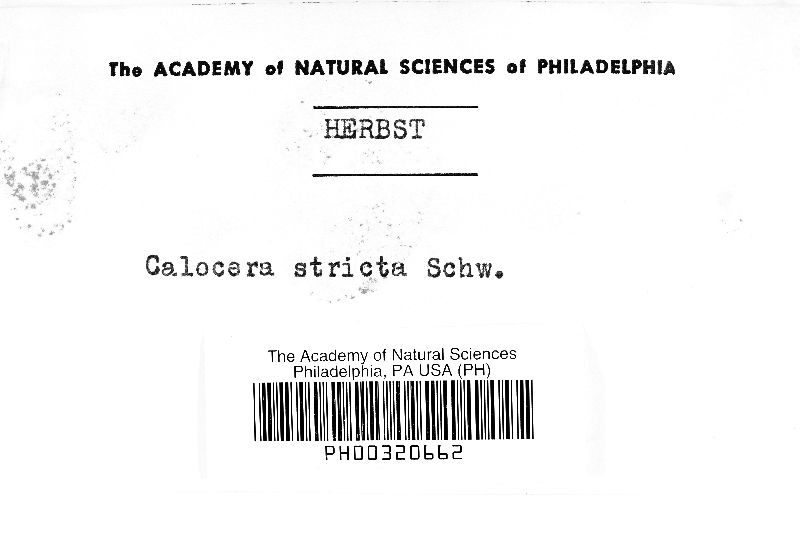 The ACADEMY of NATURAL SCIENCES of PHILADELPHIA
HERBST
Calocera stricta Schw.
The Academy of Natural Sciences
Philadelphia, PA USA (PH)
PH00320662